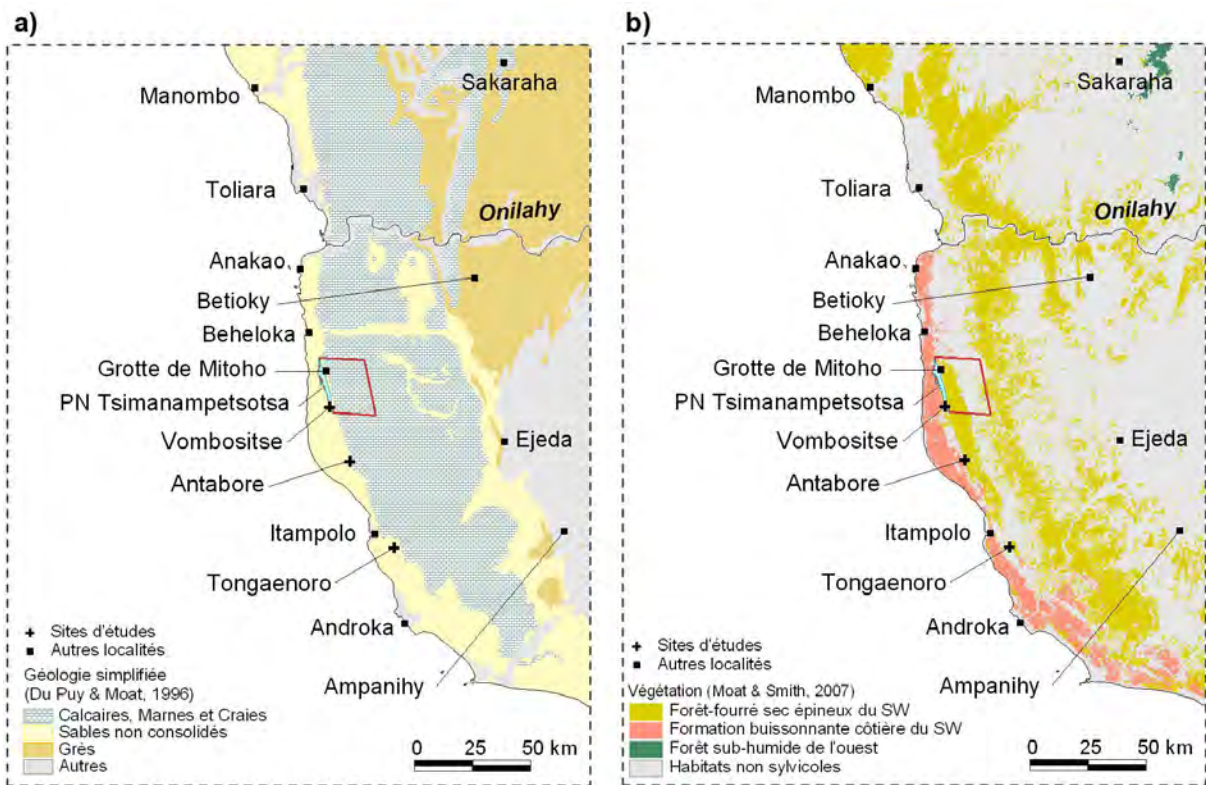 a)
Sakaraha
Manombo
Toliara
Onilahy
Anakao
Betioky
Beheloka
Grotte de Mitoho
PN Tsimanampetsotsa
Vombositse
Ejeda
Antabore
Itampolo
Tongaenoro
Androka
Ampanihy
Sites d'études
Autres localités
Géologie simplifiée
(Du Puy & Moat, 1996)
Calcaires, Marnes et Craies
Sables non consolidés
Grès
Autres
0 25 50 km
b)
Sakaraha
Manombo
Toliara
Onilahy
Anakao
Betioky
Beheloka
Grotte de Mitoho
PN Tsimanampetsotsa
Vombositse
Ejeda
Antabore
Itampolo
Tongaenoro
Androka
Ampanihy
Sites d'études
Autres localités
Végétation (Moat & Smith, 2007)
Forêt-fourré sec épineux du SW
Formation buissonnante côtière du SW
Forêt sub-humide de l'ouest
Habitats non sylvicoles
0 25 50 km